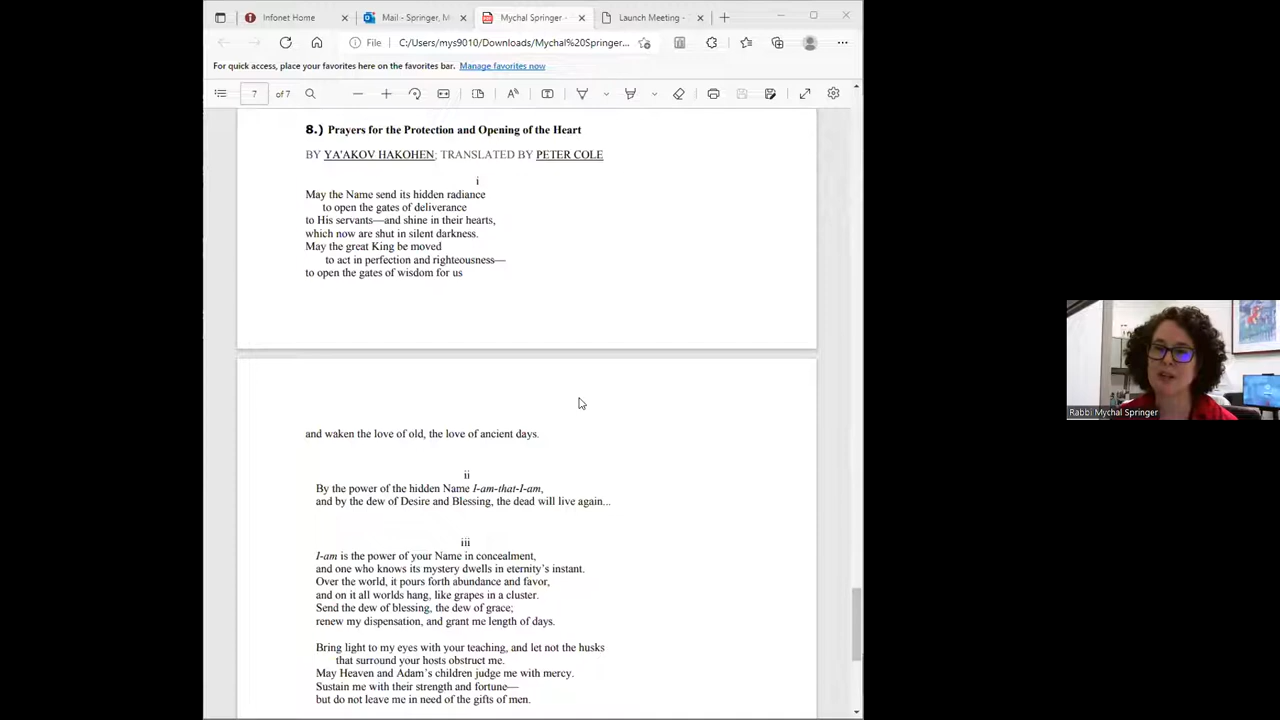 Infonet Home
Mail - Springer, M
Mychal Springer -
Launch Meeting -
File
C:/Users/mys9010/Downloads/Mychal%20Springer...
For quick access, place your favorites here on the favorites bar. Manage favorites now
7 of 7
8.) Prayers for the Protection and Opening of the Heart
BY YA'AKOV HAKOHEN; TRANSLATED BY PETER COLE
i
May the Name send its hidden radiance
to open the gates of deliverance
to His servants—and shine in their hearts,
which now are shut in silent darkness.
May the great King be moved
to act in perfection and righteousness—
to open the gates of wisdom for us
and waken the love of old, the love of ancient days.
ii
By the power of the hidden Name I-am-that-I-am,
and by the dew of Desire and Blessing, the dead will live again...
iii
I-am is the power of your Name in concealment,
and one who knows its mystery dwells in eternity's instant.
Over the world, it pours forth abundance and favor,
and on it all worlds hang, like grapes in a cluster.
Send the dew of blessing, the dew of grace;
renew my dispensation, and grant me length of days.
Bring light to my eyes with your teaching, and let not the husks
that surround your hosts obstruct me.
May Heaven and Adam's children judge me with mercy.
Sustain me with their strength and fortune—
but do not leave me in need of the gifts of men.
Rabbi Mychal Springer